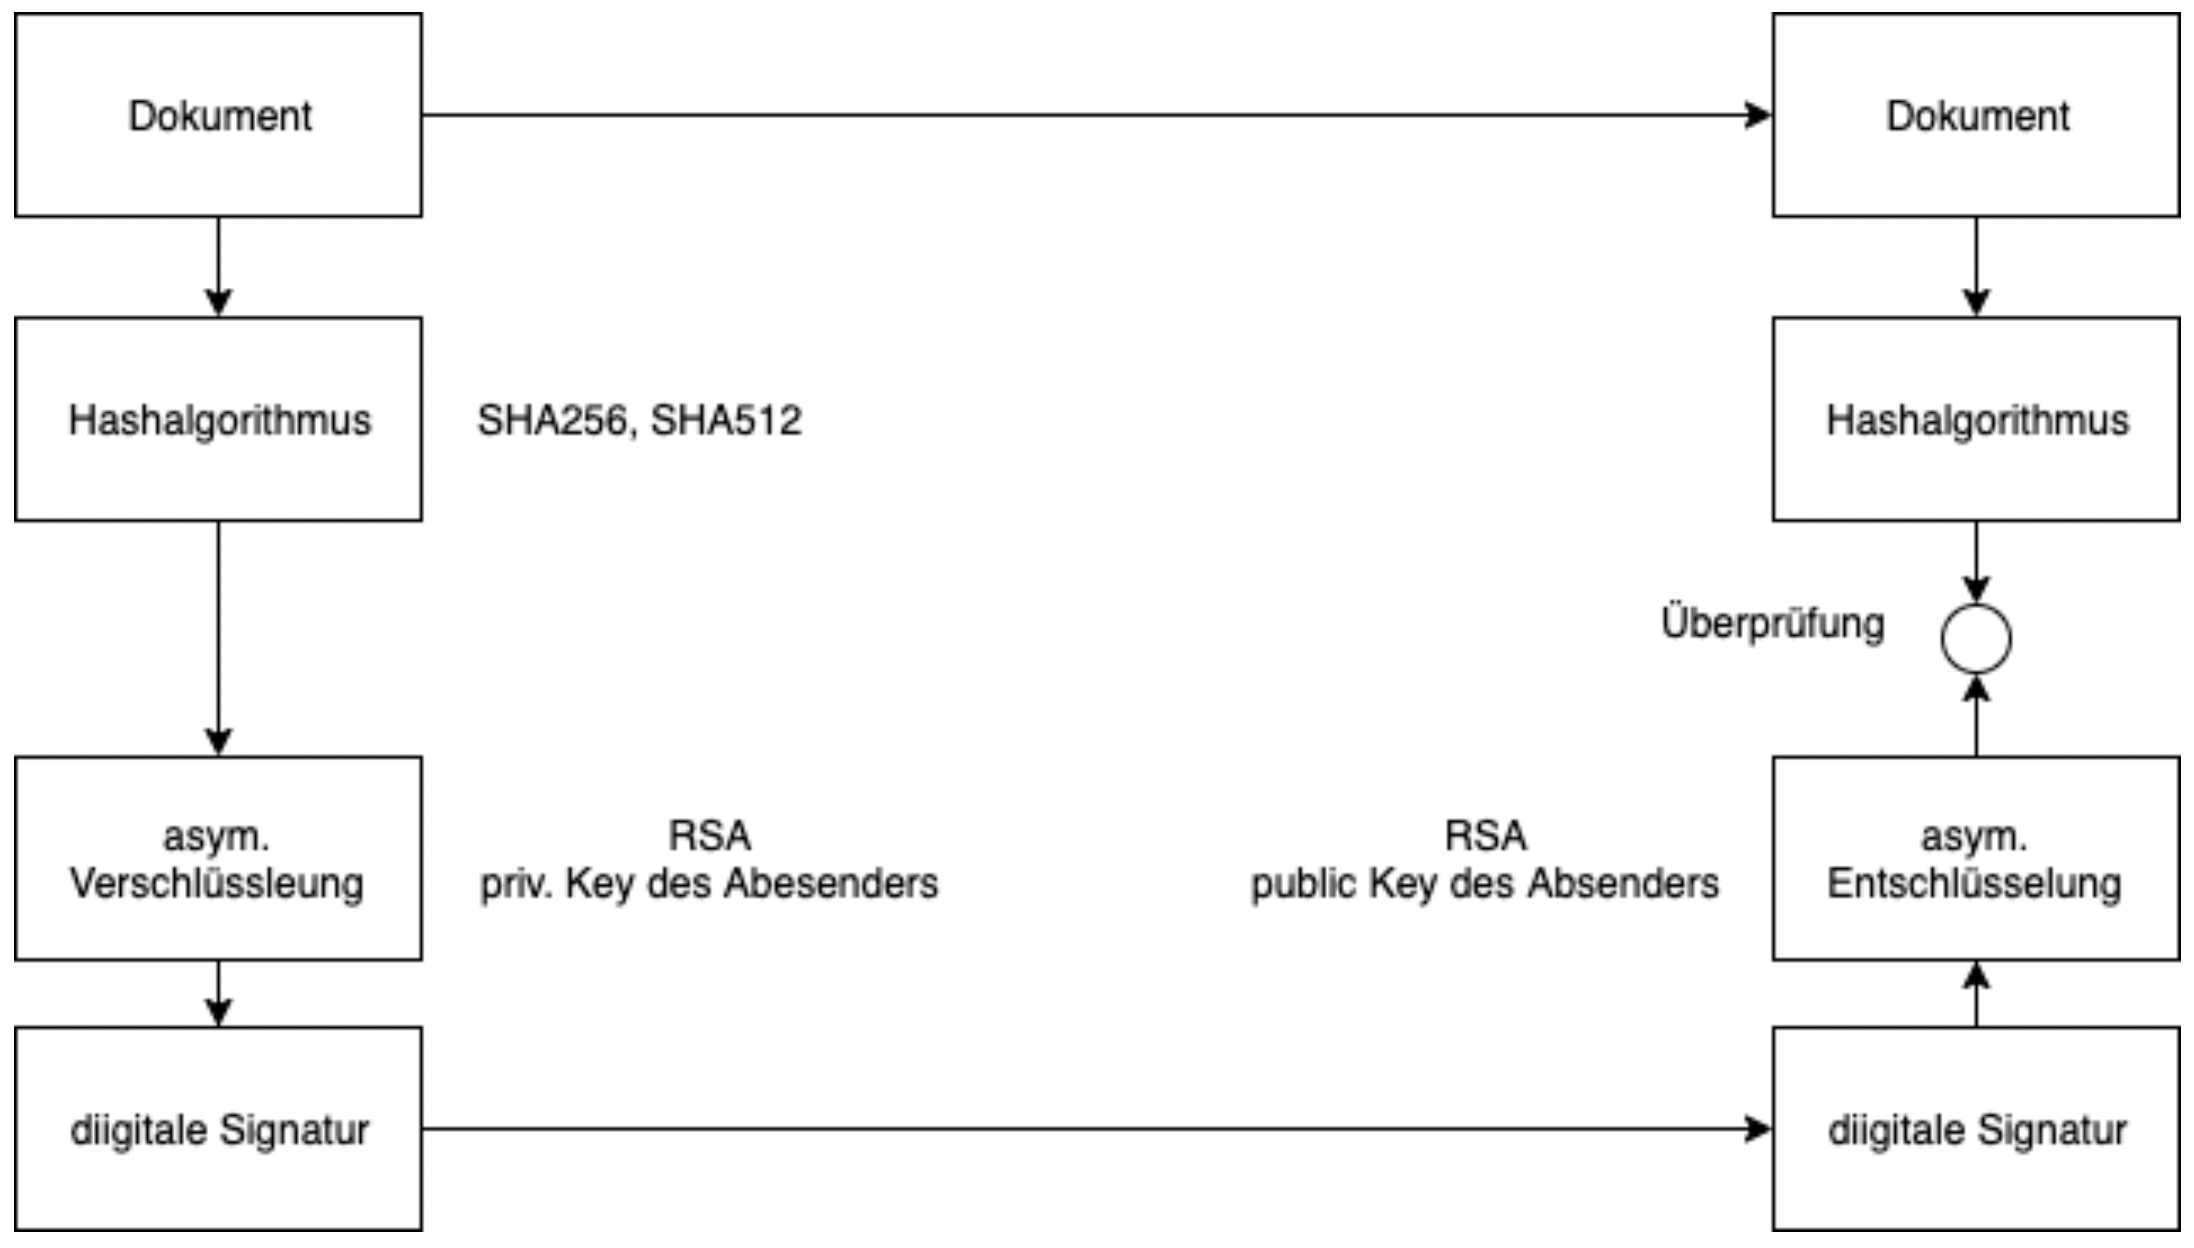 Dokument
Dokument
Hashalgorithmus
SHA256, SHA512
Hashalgorithmus
Überprüfung
asym.
Verschlüssleung
RSA
priv. Key des Abesenders
RSA
public Key des Absenders
asym.
Entschlüsselung
diigitale Signatur
diigitale Signatur